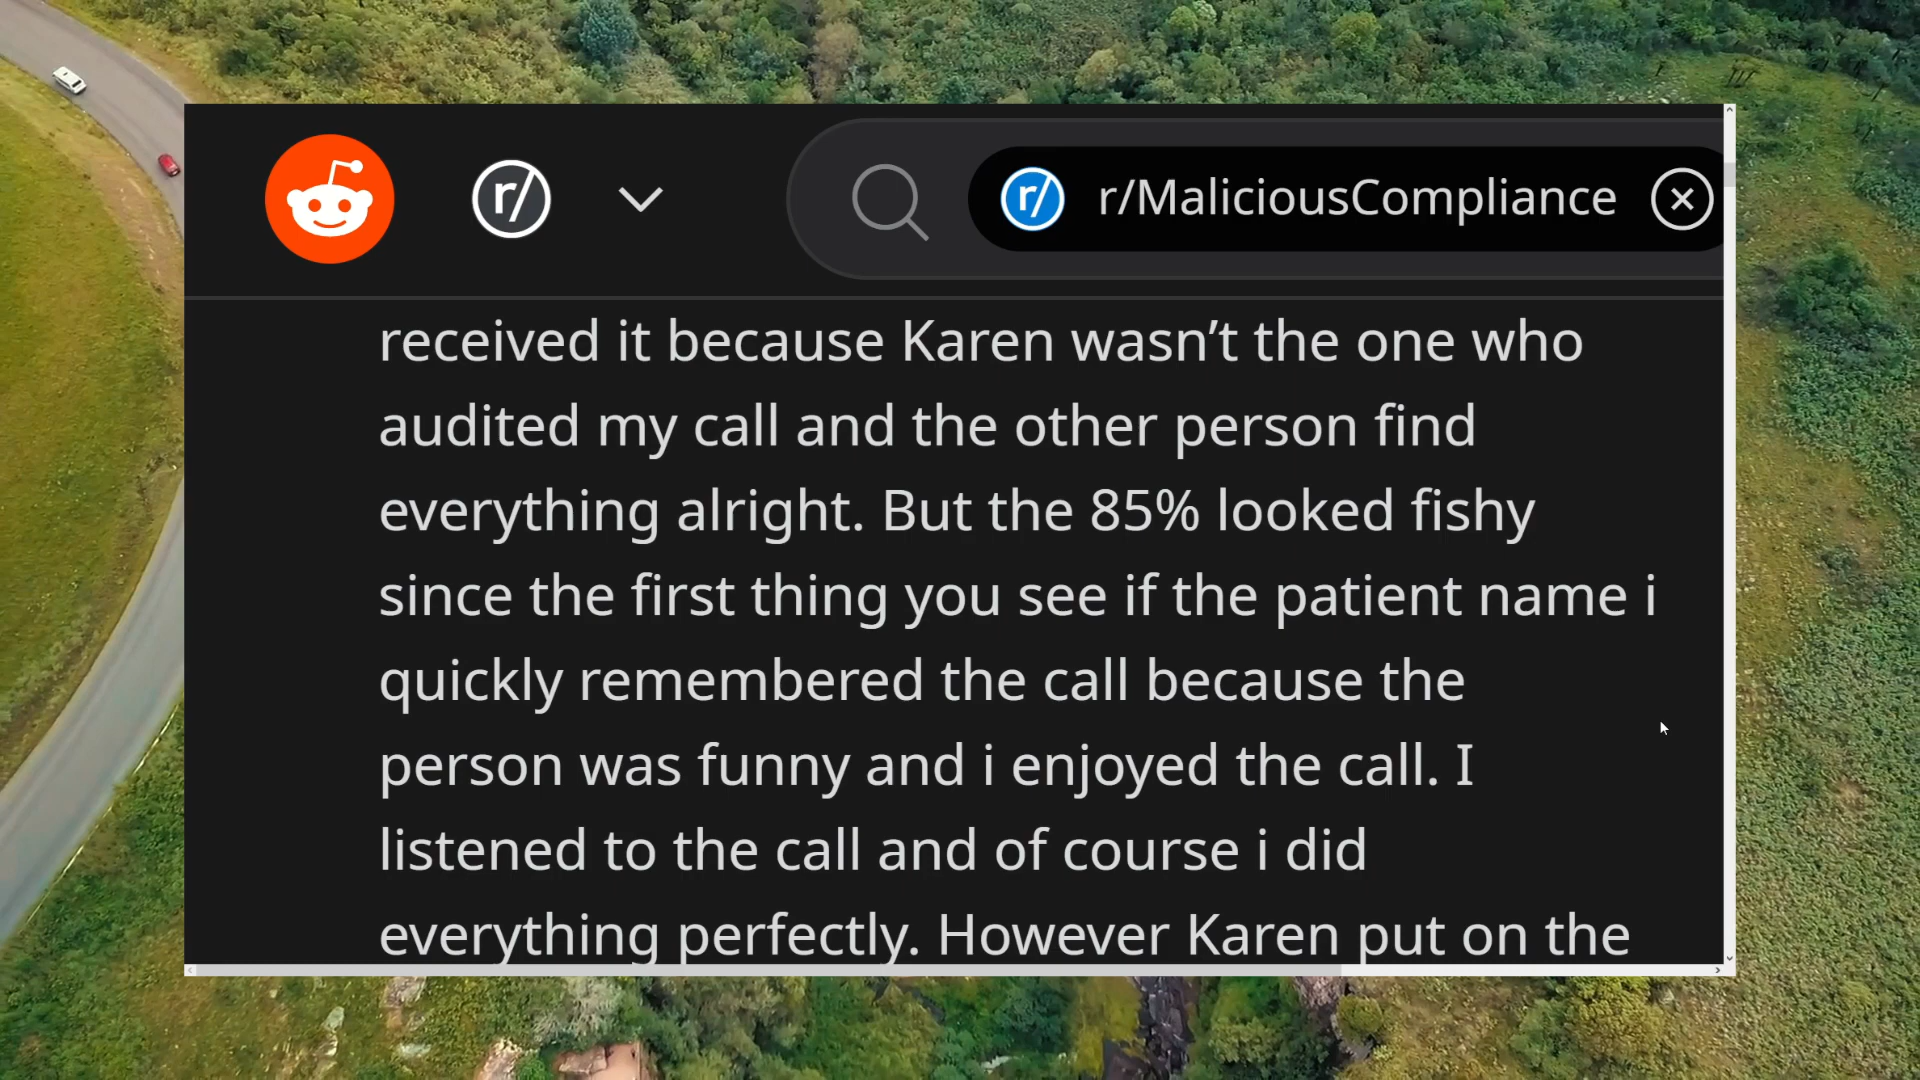 r/
r/ r/MaliciousCompliance
received it because Karen wasn’t the one who
audited my call and the other person find
everything alright. But the 85% looked fishy
since the first thing you see if the patient name i
quickly remembered the call because the
person was funny and i enjoyed the call. I
listened to the call and of course i did
everything perfectly. However Karen put on the